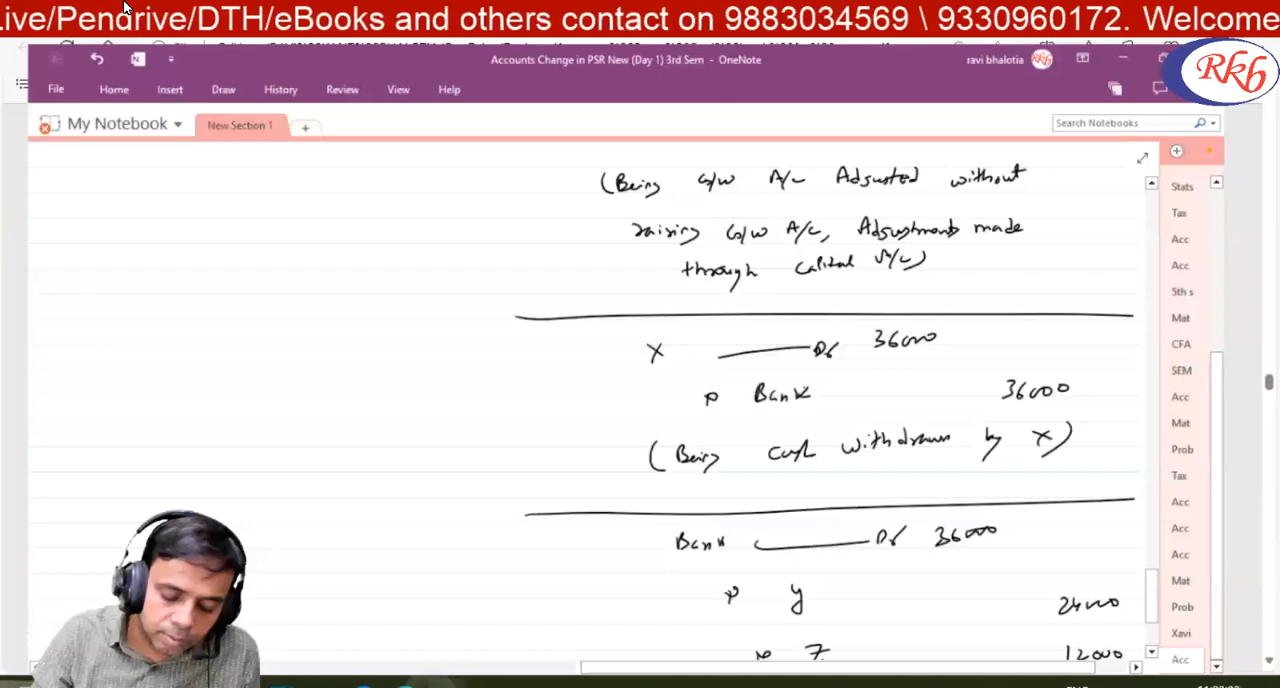 Live/Pendrive/DTH/eBooks and others contact on 9883034569 \ 9330960172. Welcome
Accounts Change in PSR New (Day 1) 3rd Sem - OneNote
ravi bhalotia
RKb
File Home Insert Draw History Review View Help
My Notebook
New Section 1
+
Search Notebooks
(Being G/w A/c Adjusted without
raising G/w A/c, Adjustment made
through capital A/c)
X Dr 36000
To Bank 36000
(Being cash withdrawn by X)
Bank Dr 36000
To Y 24000
To Z 12000
Stats
Tax
Acc
Acc
5th s
Mat
CFA
SEM
Acc
Mat
Prob
Tax
Acc
Acc
Acc
Mat
Prob
Xavi
Acc